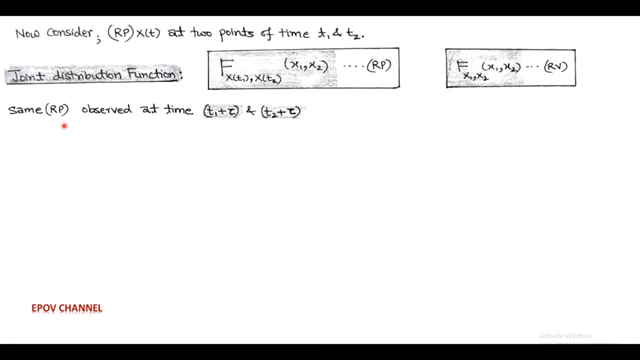 Now Consider, (RP) X(t) at two points of time t₁ & t₂.
Joint distribution Function: F X(t₁), X(t₂) (x₁,x₂) ....(RP) F X₁,X₂ (x₁,x₂) ...(RV)
Same (RP) observed at time (t₁+τ) & (t₂+τ)
EPOV CHANNEL
Activate Windows